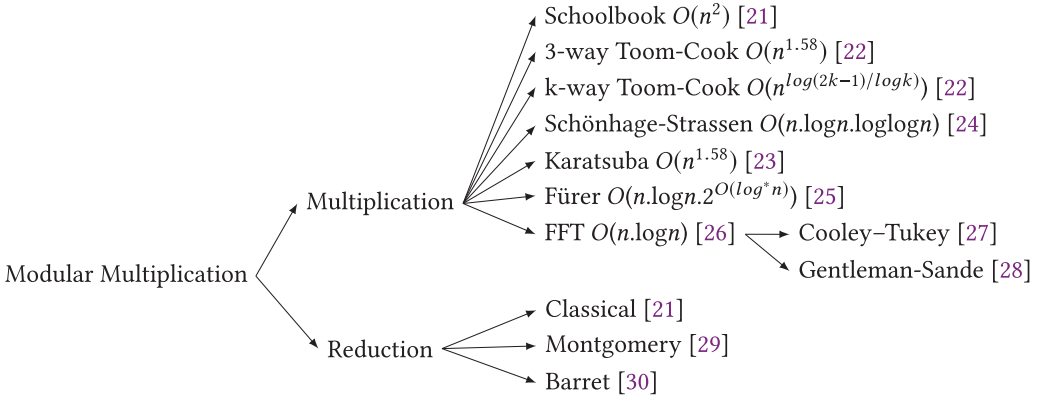 Schoolbook O(n^2) [21]
3-way Toom-Cook O(n^1.58) [22]
k-way Toom-Cook O(n^log(2k−1)/logk)) [22]
Schönhage-Strassen O(n.logn.loglogn) [24]
Karatsuba O(n^1.58) [23]
Multiplication
Fürer O(n.logn.2^O(log*n)) [25]
FFT O(n.logn) [26]
Cooley–Tukey [27]
Gentleman-Sande [28]
Modular Multiplication
Classical [21]
Reduction
Montgomery [29]
Barret [30]